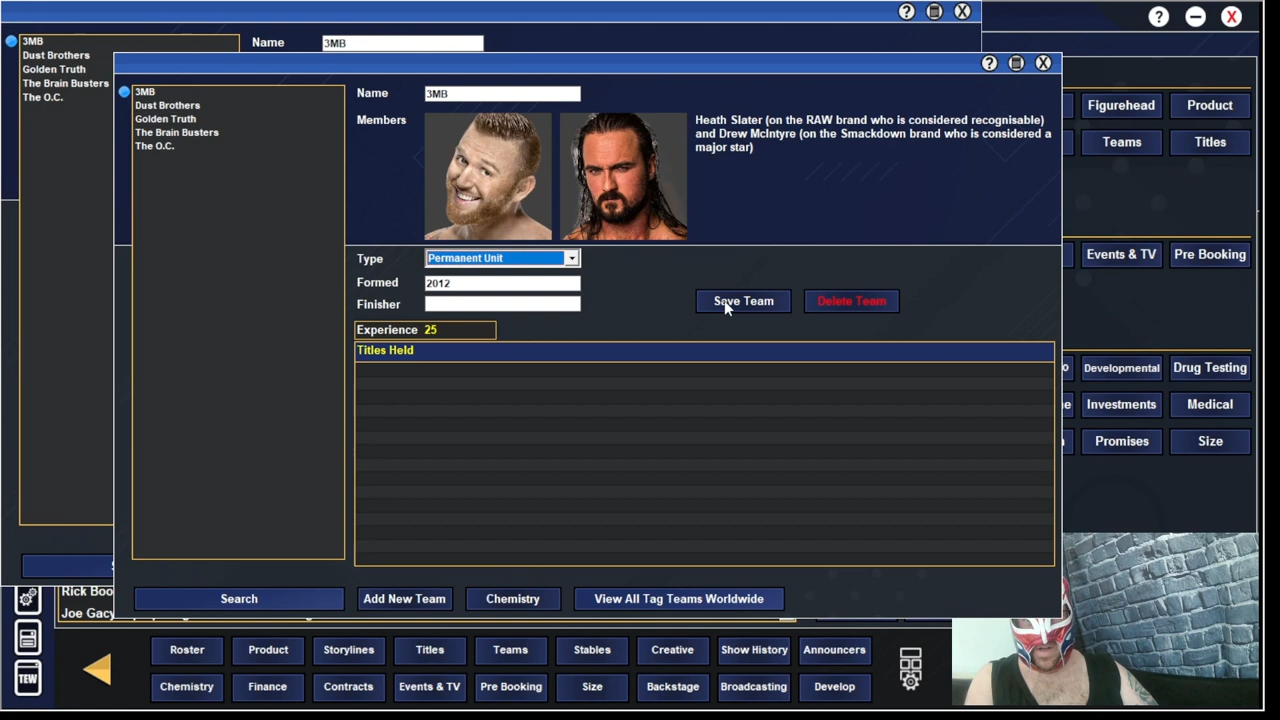 3MB
Dust Brothers
Golden Truth
The Brain Busters
The O.C.
Name
3MB
3MB
Dust Brothers
Golden Truth
The Brain Busters
The O.C.
Name
3MB
Members
Heath Slater (on the RAW brand who is considered recognisable)
and Drew McIntyre (on the Smackdown brand who is considered a
major star)
Type
Permanent Unit
Formed
2012
Finisher
Save Team
Delete Team
Experience 25
Titles Held
Search
Add New Team
Chemistry
View All Tag Teams Worldwide
Figurehead
Product
Teams
Titles
Events & TV
Pre Booking
Developmental
Drug Testing
Investments
Medical
Promises
Size
Rick Boo
Joe Gacy
TEW
Roster
Product
Storylines
Titles
Teams
Stables
Creative
Show History
Announcers
Chemistry
Finance
Contracts
Events & TV
Pre Booking
Size
Backstage
Broadcasting
Develop